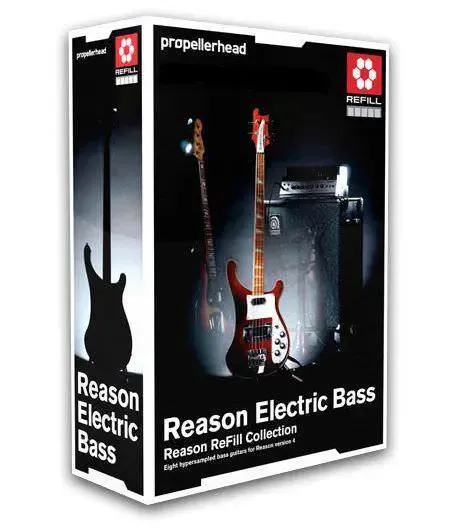 propellerhead
REFILL
Reason
Electric
Bass
propellerhead
REFILL
Reason Electric Bass
Reason ReFill Collection
Eight hypersampled bass guitars for Reason version 4